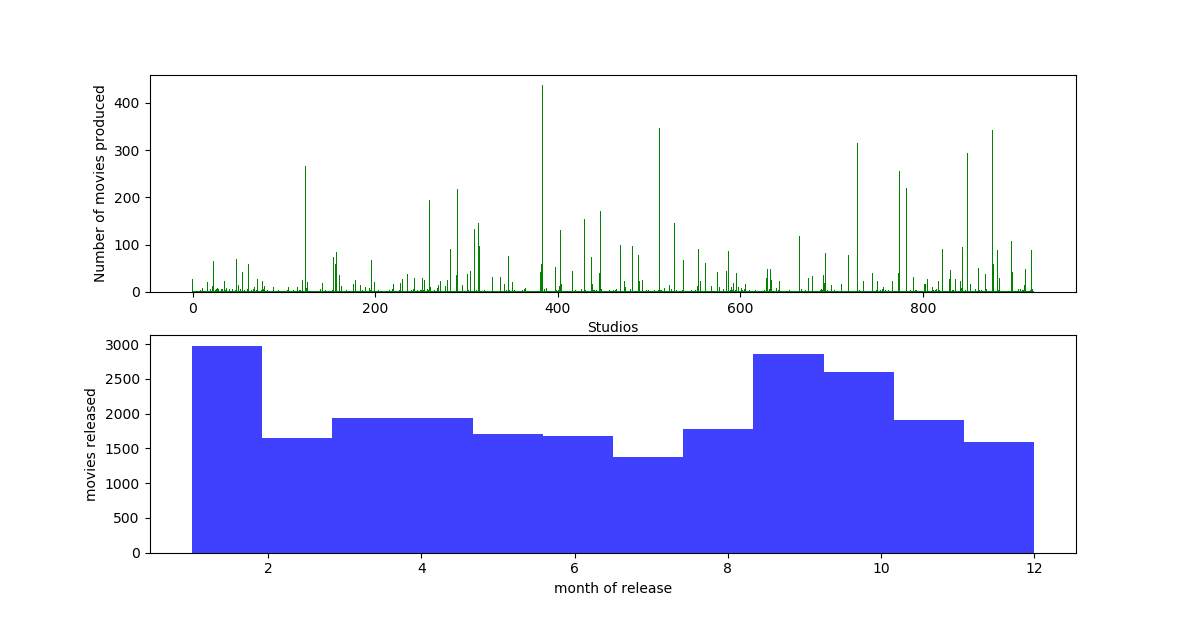 Number of movies produced
400
300
200
100
0
0 200 400 600 800
Studios
movies released
3000
2500
2000
1500
1000
500
0
2 4 6 8 10 12
month of release